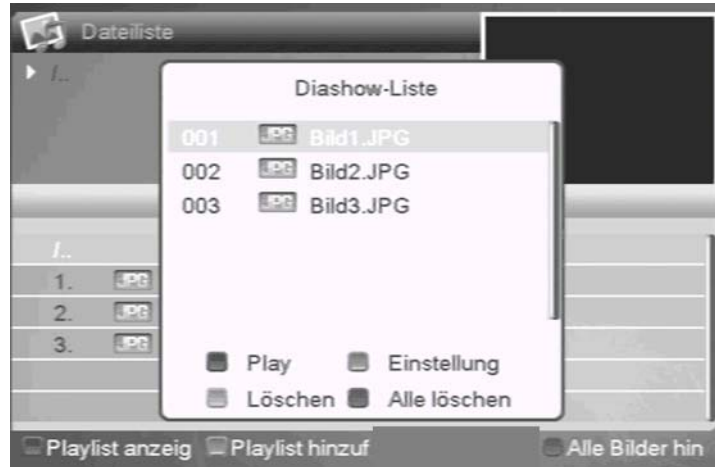 Dateiliste
/..
Diashow-Liste
001 JPG Bild1.JPG
002 JPG Bild2.JPG
003 JPG Bild3.JPG
/..
1. JPG
2. JPG
3. JPG
Play Einstellung
Löschen Alle löschen
Playlist anzeig Playlist hinzuf Alle Bilder hin